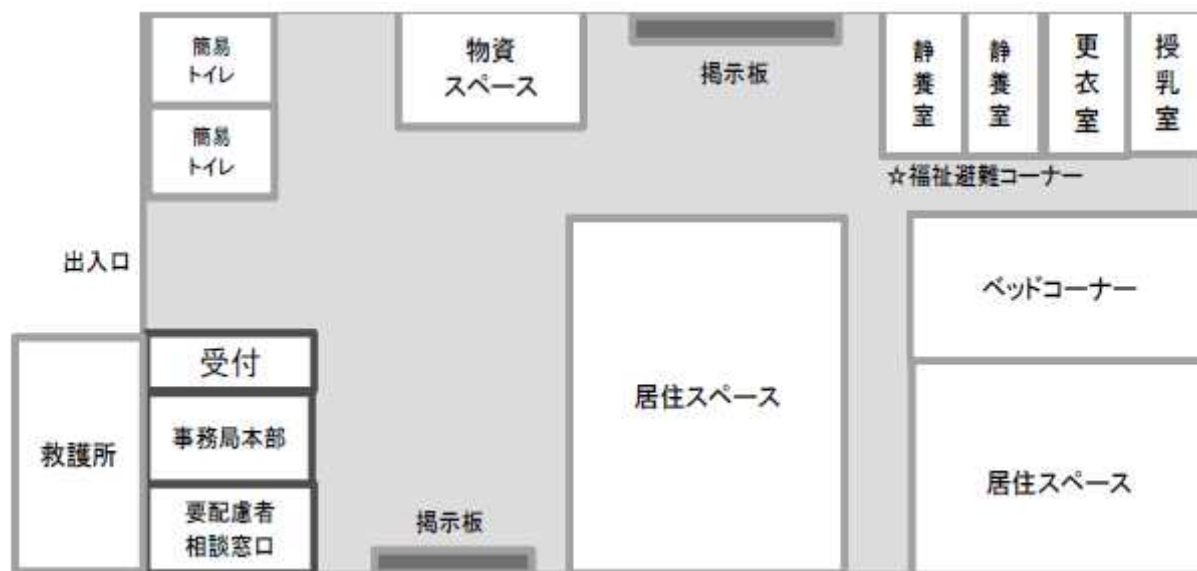 簡易
トイレ
物資
スペース
掲示板
静養室
静養室
更衣室
授乳室
簡易
トイレ
☆福祉避難コーナー
出入口
ベッドコーナー
受付
居住スペース
事務局本部
救護所
居住スペース
要配慮者
相談窓口
掲示板